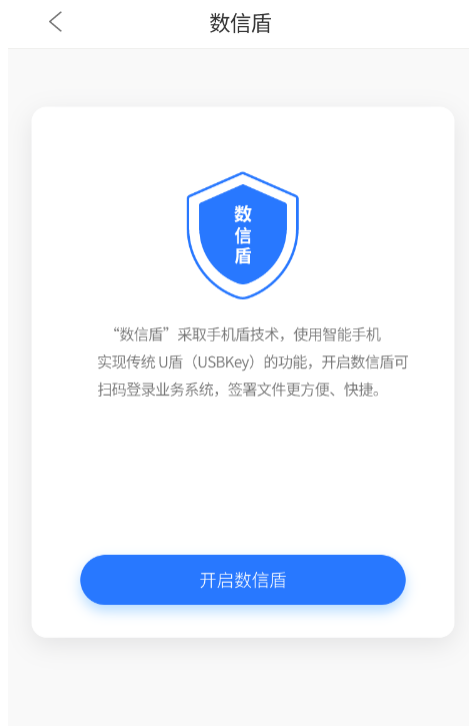 数信盾
数
信
盾
“数信盾”采取手机盾技术，使用智能手机
实现传统 U盾（USBKey）的功能，开启数信盾可
扫码登录业务系统，签署文件更方便、快捷。
开启数信盾